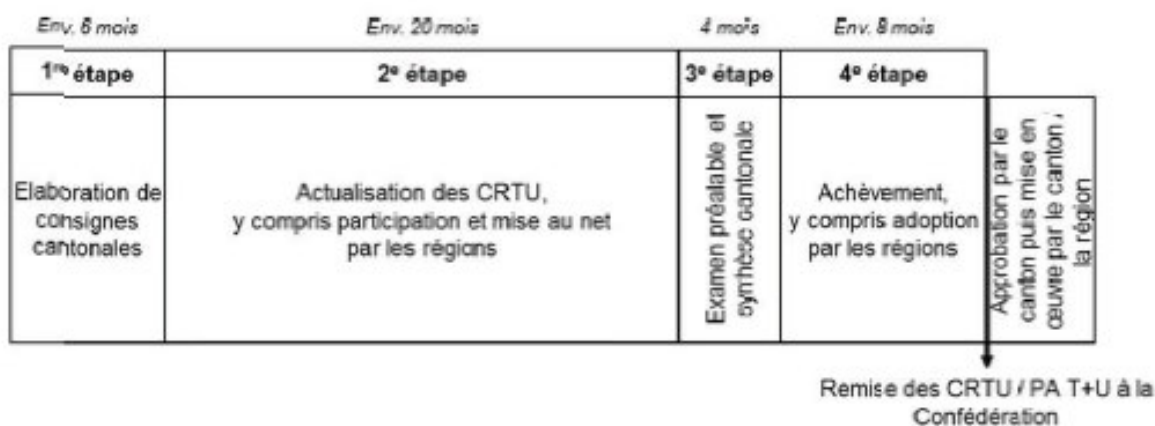 Env. 6 mois
Env. 20 mois
4 mois
Env. 8 mois
1re étape
2e étape
3e étape
4e étape
Elaboration de
consignes
cantonales
Actualisation des CRTU,
y compris participation et mise au net
par les régions
Examen préalable et
synthèse cantonale
Achèvement,
y compris adoption
par les régions
Approbation par le
canton puis mise en
œuvre par le canton /
la région
Remise des CRTU / PA T+U à la
Confédération